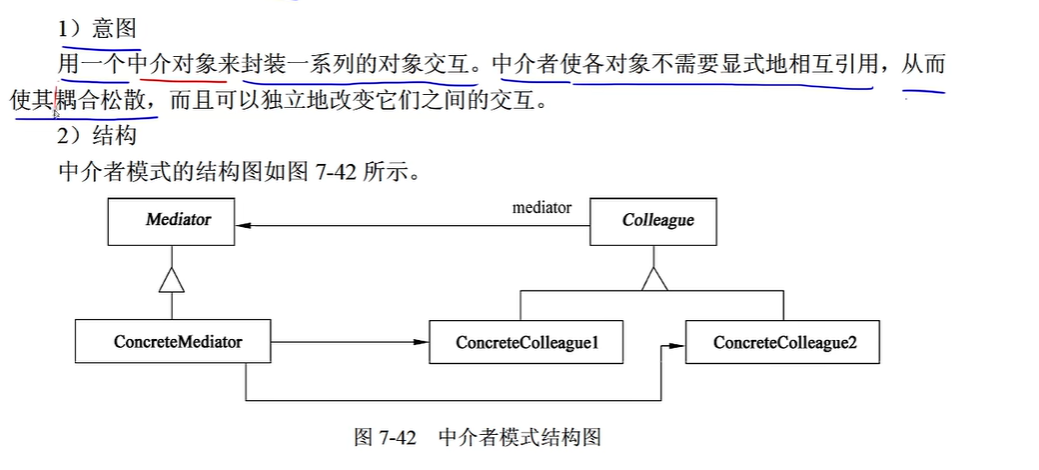 1）意图
用一个中介对象来封装一系列的对象交互。中介者使各对象不需要显式地相互引用，从而
使其耦合松散，而且可以独立地改变它们之间的交互。
2）结构
中介者模式的结构图如图 7-42 所示。
mediator
Mediator
Colleague
ConcreteMediator
ConcreteColleague1
ConcreteColleague2
图 7-42 中介者模式结构图